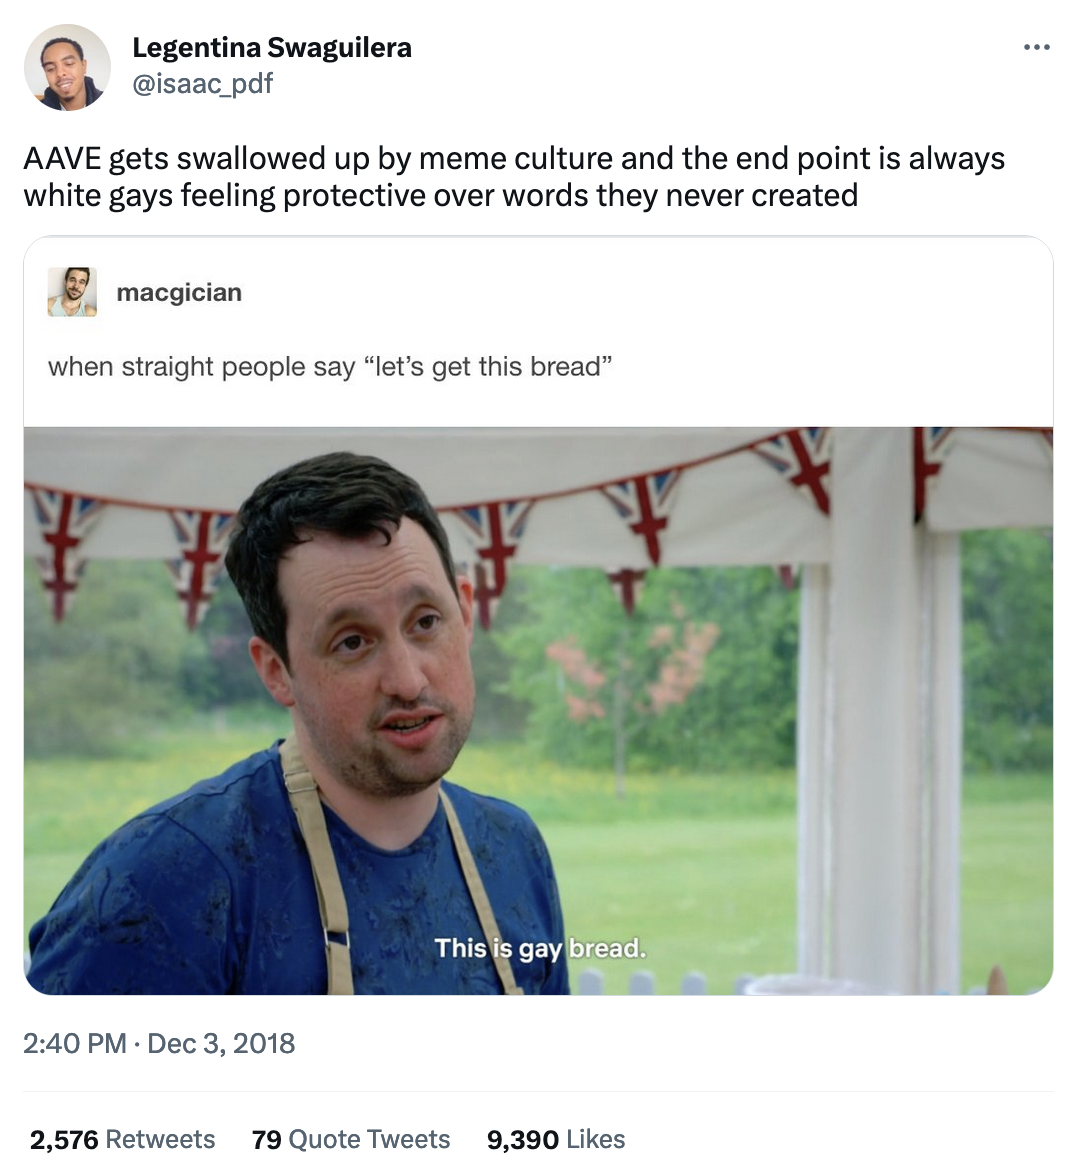 Legentina Swaguilera
@isaac_pdf
AAVE gets swallowed up by meme culture and the end point is always
white gays feeling protective over words they never created
macgician
when straight people say “let’s get this bread”
This is gay bread.
2:40 PM · Dec 3, 2018
2,576 Retweets 79 Quote Tweets 9,390 Likes